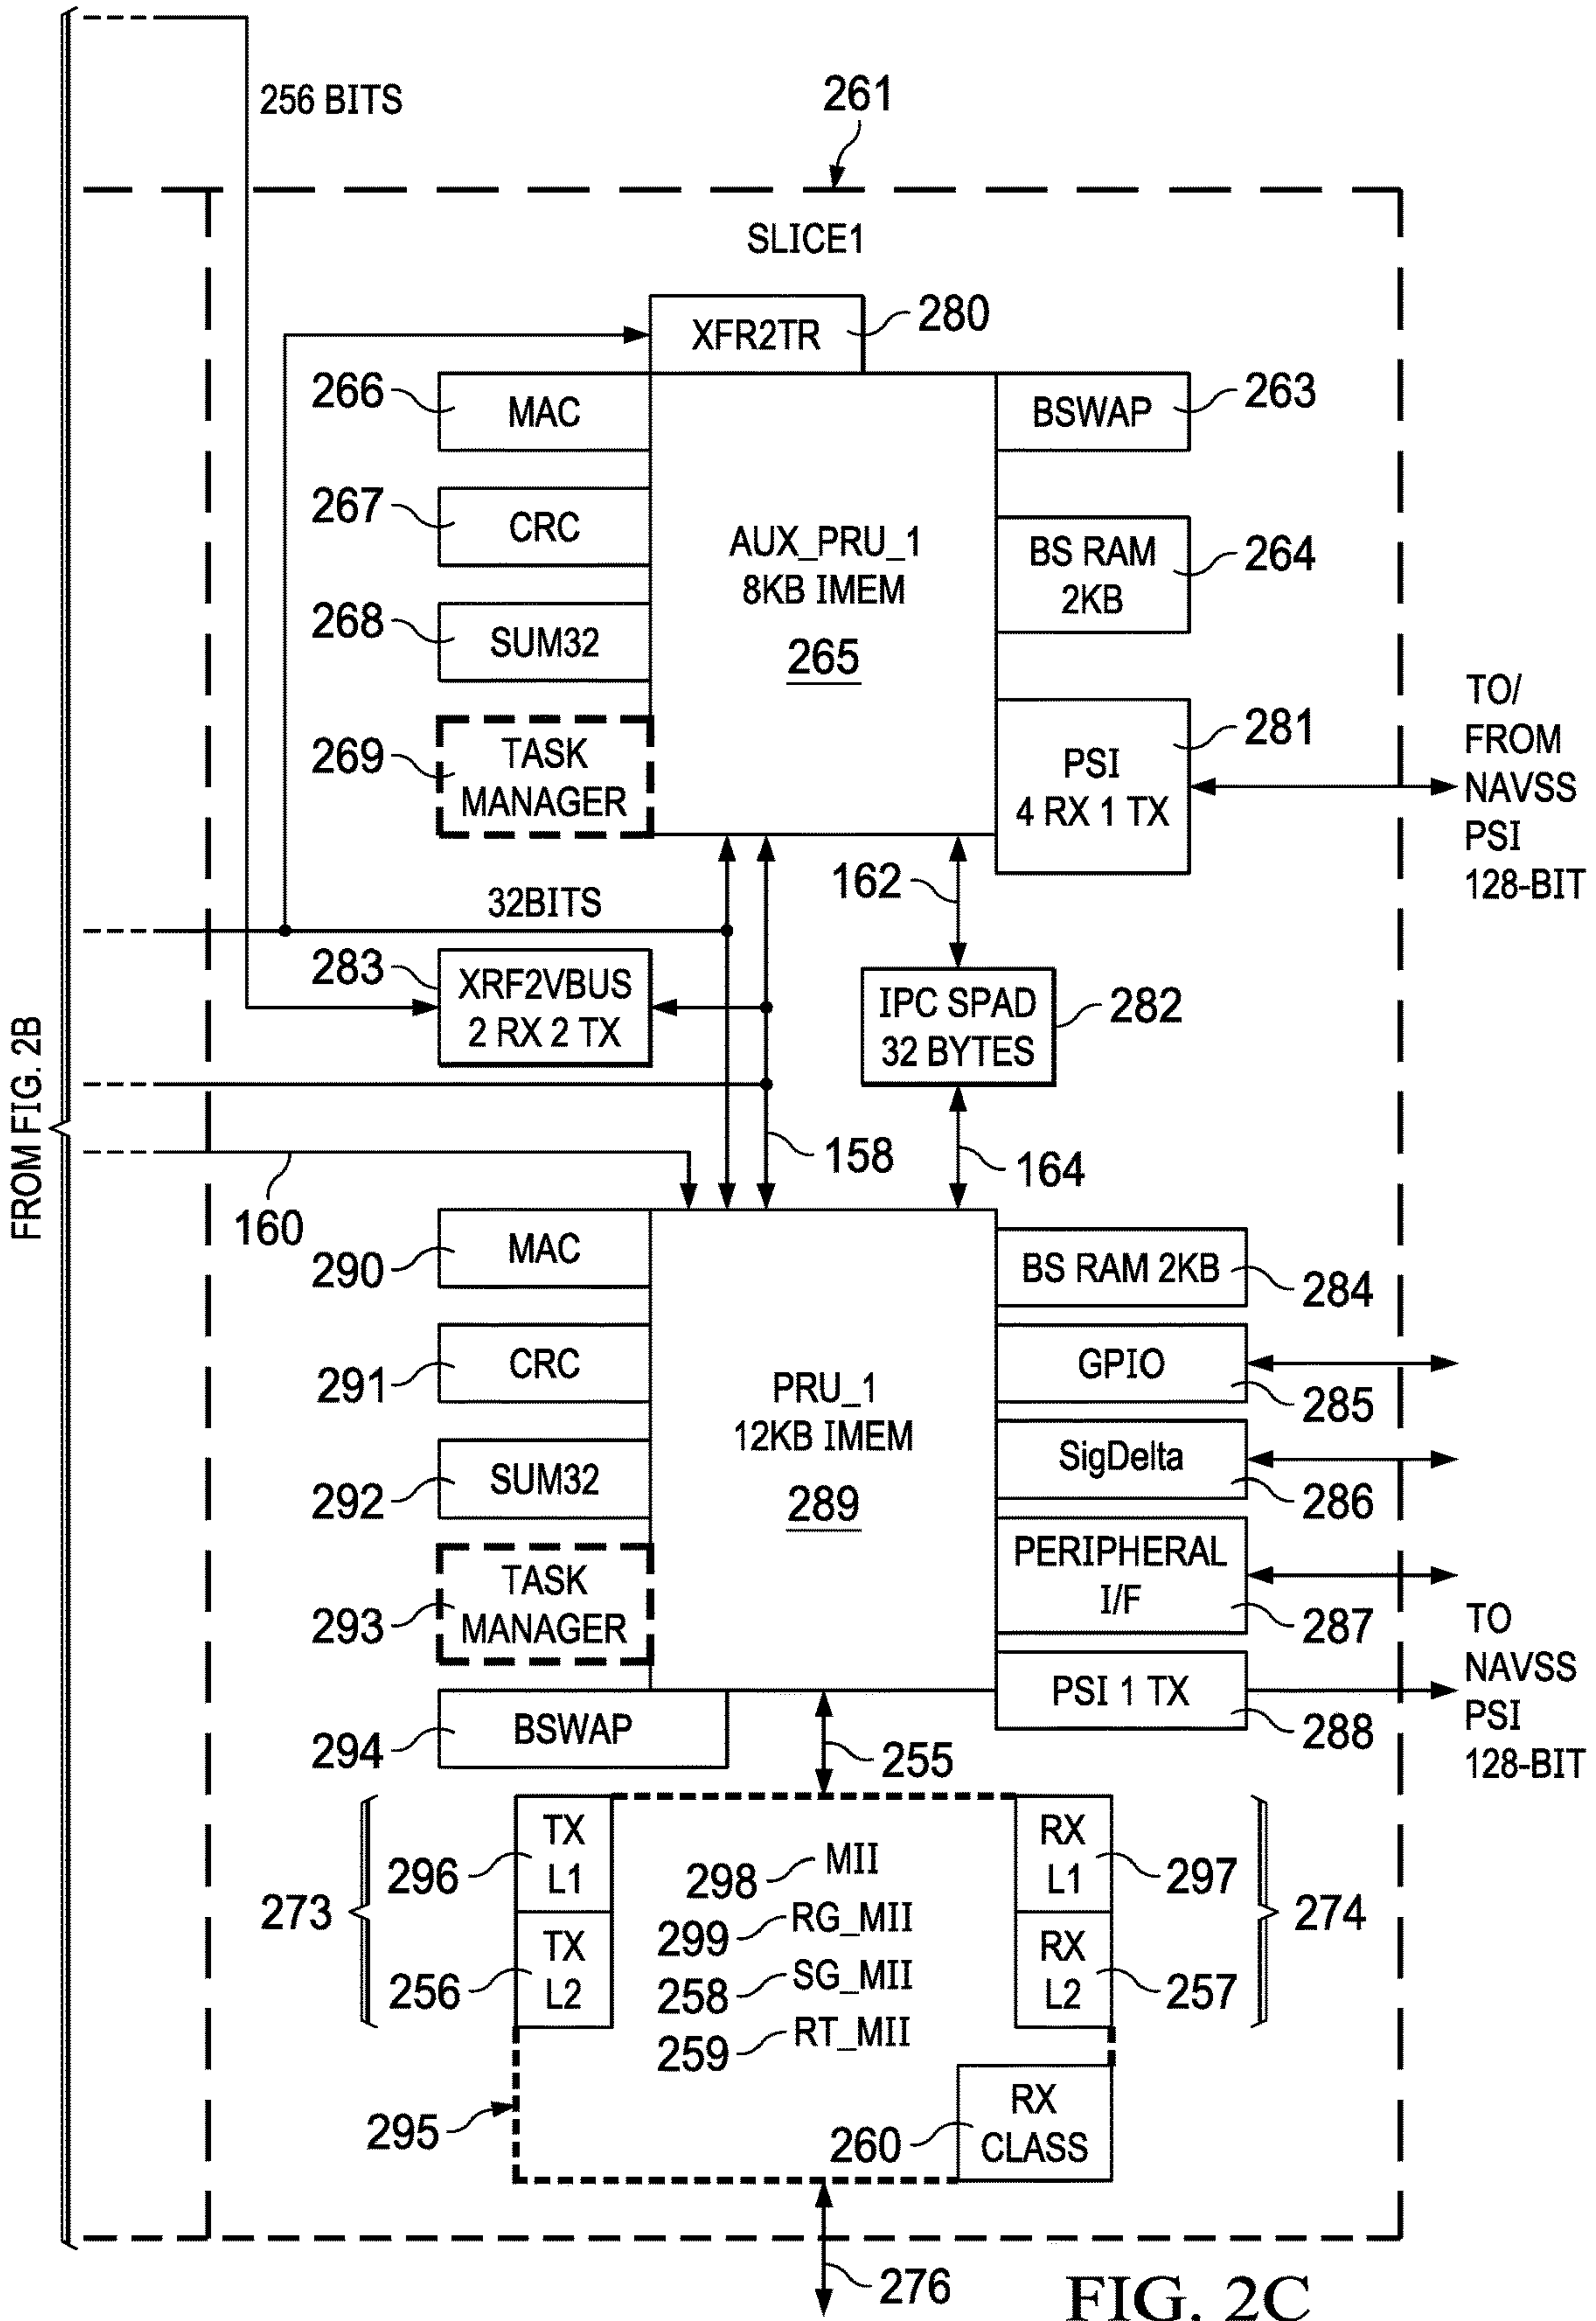 256 BITS
261
SLICE1
XFR2TR
280
266
MAC
BSWAP
263
267
CRC
AUX_PRU_1
8KB IMEM
265
BS RAM
2KB
264
268
SUM32
269
TASK
MANAGER
PSI
4 RX 1 TX
281
TO/
FROM
NAVSS
PSI
128-BIT
162
32BITS
283
XRF2VBUS
2 RX 2 TX
IPC SPAD
32 BYTES
282
FROM FIG. 2B
158
164
160
290
MAC
BS RAM 2KB
284
291
CRC
PRU_1
12KB IMEM
289
GPIO
285
292
SUM32
SigDelta
286
293
TASK
MANAGER
PERIPHERAL
I/F
287
TO
NAVSS
PSI
128-BIT
PSI 1 TX
288
294
BSWAP
255
273
296
TX
L1
256
TX
L2
298
MII
299
RG_MII
258
SG_MII
259
RT_MII
RX
L1
297
RX
L2
257
274
295
260
RX
CLASS
276
FIG. 2C